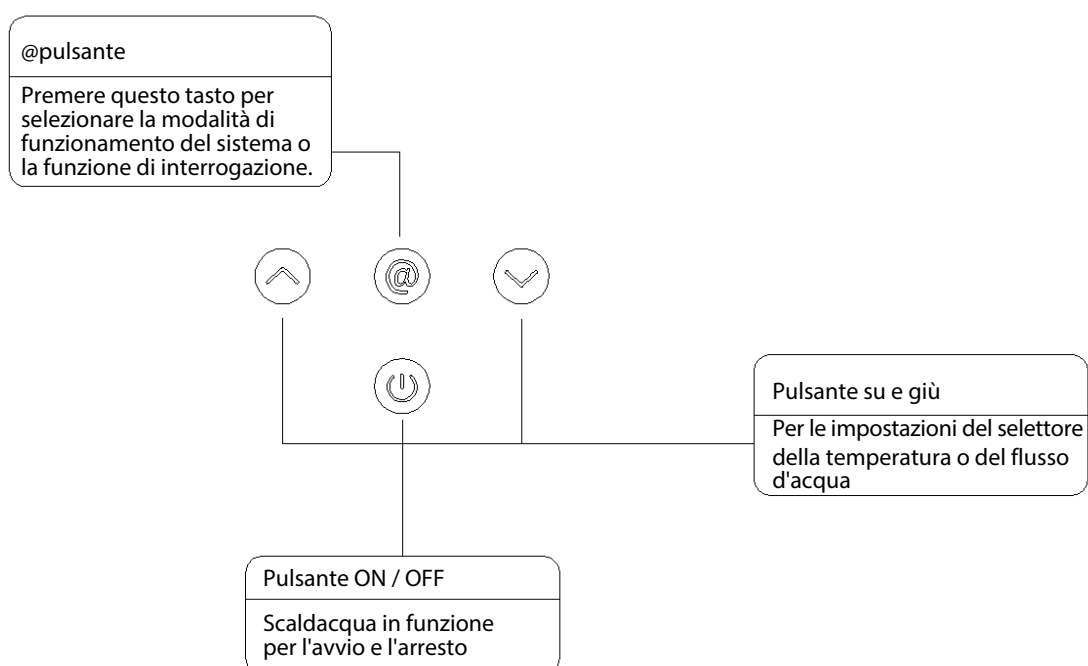 @pulsante
Premere questo tasto per
selezionare la modalità di
funzionamento del sistema o
la funzione di interrogazione.
@
Pulsante su e giù
Per le impostazioni del selettore
della temperatura o del flusso
d'acqua
Pulsante ON / OFF
Scaldacqua in funzione
per l'avvio e l'arresto